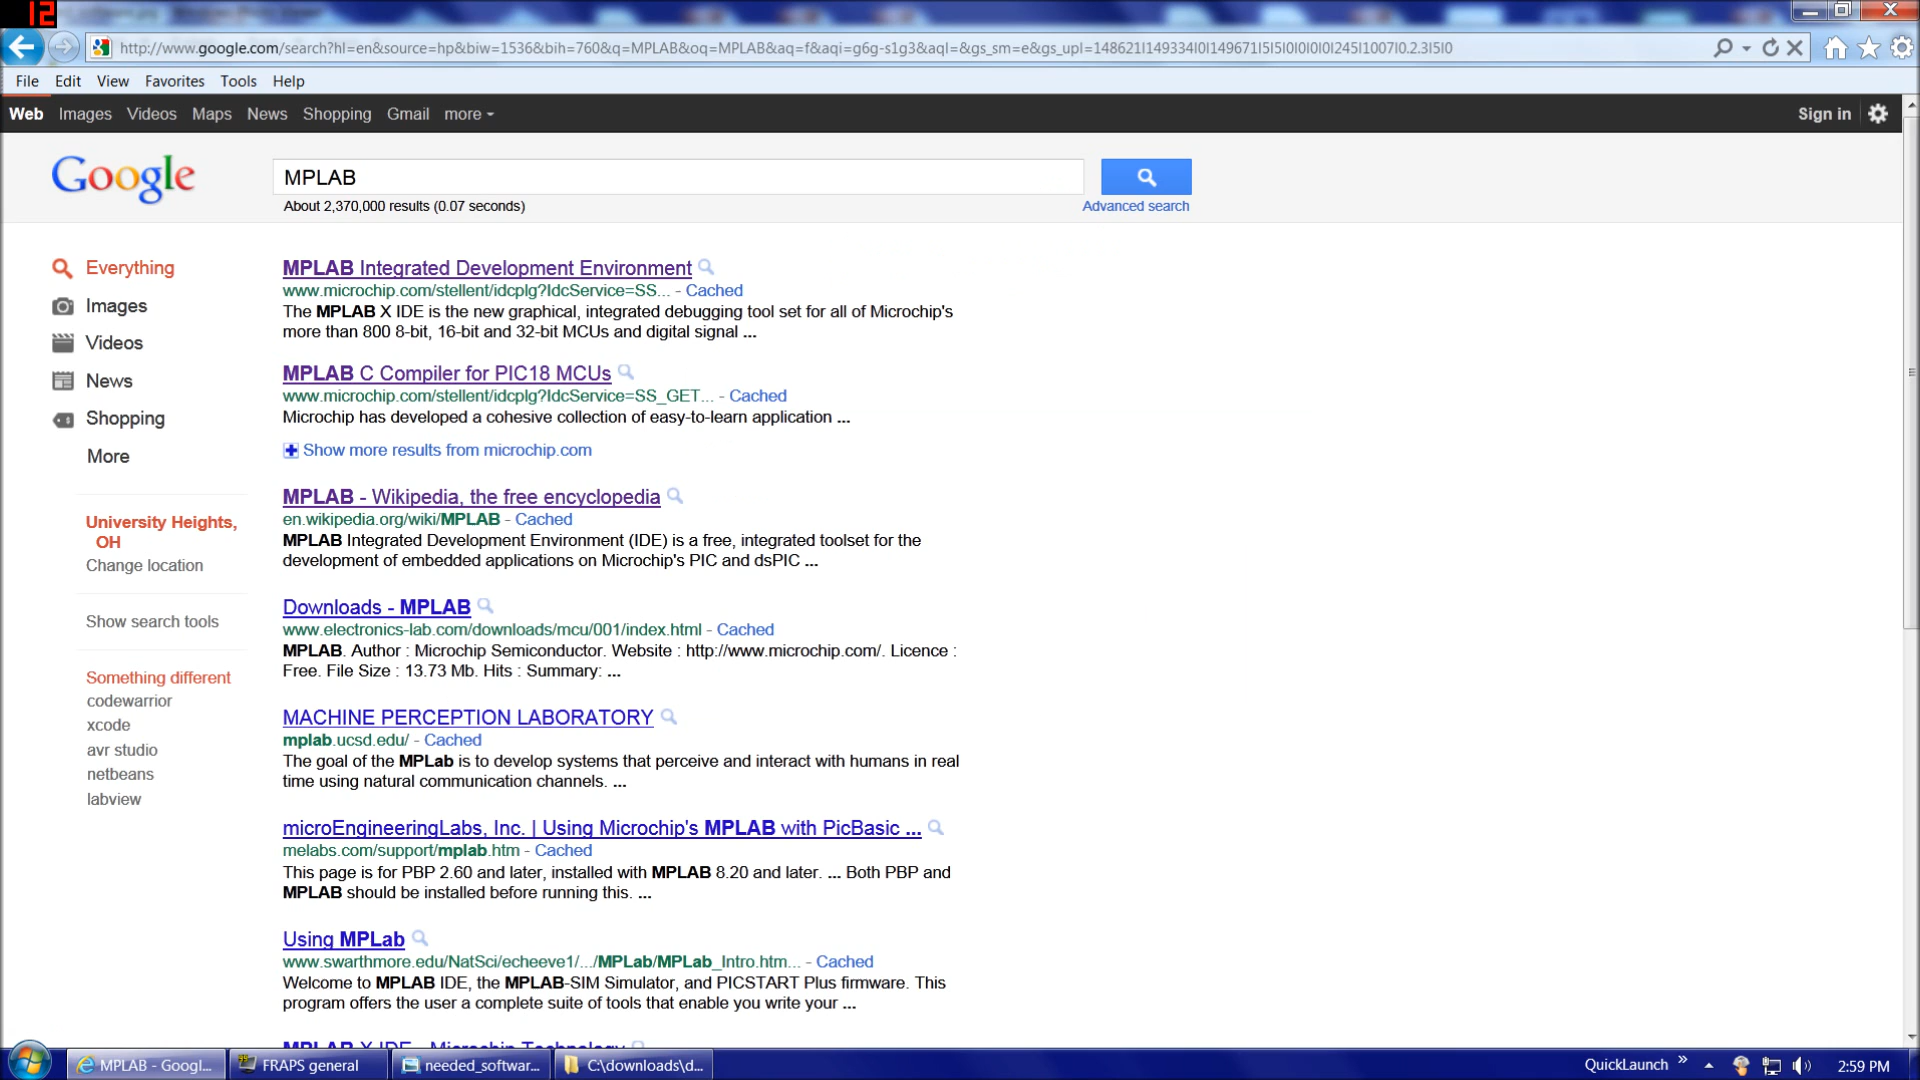 12
http://www.google.com/search?hl=en&source=hp&biw=1536&bih=760&q=MPLAB&oq=MPLAB&aq=f&aqi=g6g-s1g3&aql=&gs_sm=e&gs_upl=148621l149334l0l149671l5l5l0l0l0l0l245l1007l0.2.3l5l0
File Edit View Favorites Tools Help
Web Images Videos Maps News Shopping Gmail more Sign in
Google
MPLAB
About 2,370,000 results (0.07 seconds)
Advanced search
Everything
Images
Videos
News
Shopping
More
University Heights,
OH
Change location
Show search tools
Something different
codewarrior
xcode
avr studio
netbeans
labview
MPLAB Integrated Development Environment
www.microchip.com/stellent/idcplg?IdcService=SS... - Cached
The MPLAB X IDE is the new graphical, integrated debugging tool set for all of Microchip's
more than 800 8-bit, 16-bit and 32-bit MCUs and digital signal ...
MPLAB C Compiler for PIC18 MCUs
www.microchip.com/stellent/idcplg?IdcService=SS_GET... - Cached
Microchip has developed a cohesive collection of easy-to-learn application ...
Show more results from microchip.com
MPLAB - Wikipedia, the free encyclopedia
en.wikipedia.org/wiki/MPLAB - Cached
MPLAB Integrated Development Environment (IDE) is a free, integrated toolset for the
development of embedded applications on Microchip's PIC and dsPIC ...
Downloads - MPLAB
www.electronics-lab.com/downloads/mcu/001/index.html - Cached
MPLAB. Author : Microchip Semiconductor. Website : http://www.microchip.com/. Licence :
Free. File Size : 13.73 Mb. Hits : Summary: ...
MACHINE PERCEPTION LABORATORY
mplab.ucsd.edu/ - Cached
The goal of the MPLab is to develop systems that perceive and interact with humans in real
time using natural communication channels. ...
microEngineeringLabs, Inc. | Using Microchip's MPLAB with PicBasic ...
melabs.com/support/mplab.htm - Cached
This page is for PBP 2.60 and later, installed with MPLAB 8.20 and later. ... Both PBP and
MPLAB should be installed before running this. ...
Using MPLab
www.swarthmore.edu/NatSci/echeeve1/.../MPLab/MPLab_Intro.htm... - Cached
Welcome to MPLAB IDE, the MPLAB-SIM Simulator, and PICSTART Plus firmware. This
program offers the user a complete suite of tools that enable you write your ...
MPLAB X IDE - Microchip Technology
MPLAB - Googl... FRAPS general needed_softwar... C:\downloads\d... QuickLaunch 2:59 PM